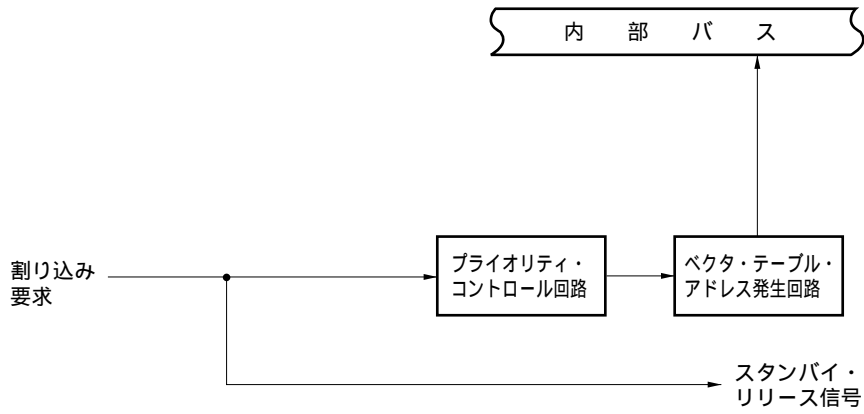 内 部 バ ス
プライオリティ・
コントロール回路
ベクタ・テーブル・
アドレス発生回路
割り込み
要求
スタンバイ・
リリース信号